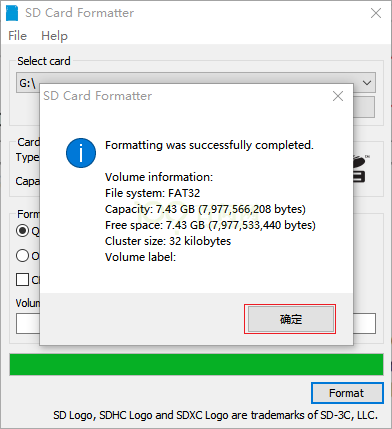 SD Card Formatter
File Help
Select card
G:\
SD Card Formatter
Formatting was successfully completed.
Volume information:
File system: FAT32
Capacity: 7.43 GB (7,977,566,208 bytes)
Free space: 7.43 GB (7,977,533,440 bytes)
Cluster size: 32 kilobytes
Volume label:
确定
Card
Type
Capa
Form
Q
O
Volum
Format
SD Logo, SDHC Logo and SDXC Logo are trademarks of SD-3C, LLC.